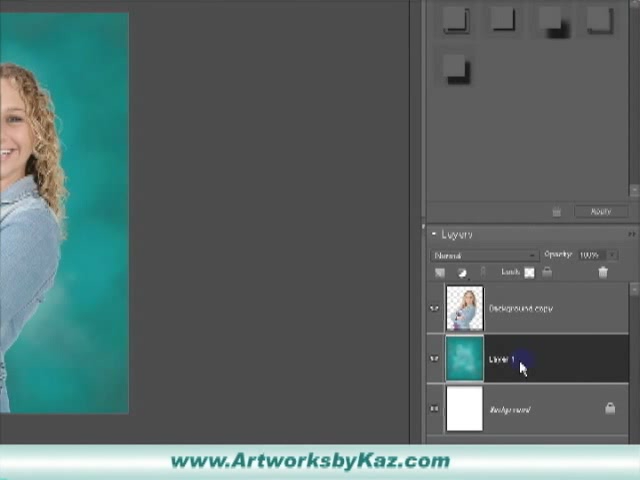 Apply
Layers
Normal
Opacity: 100%
Lock:
Background copy
Layer 1
Background
www.ArtworksbyKaz.com